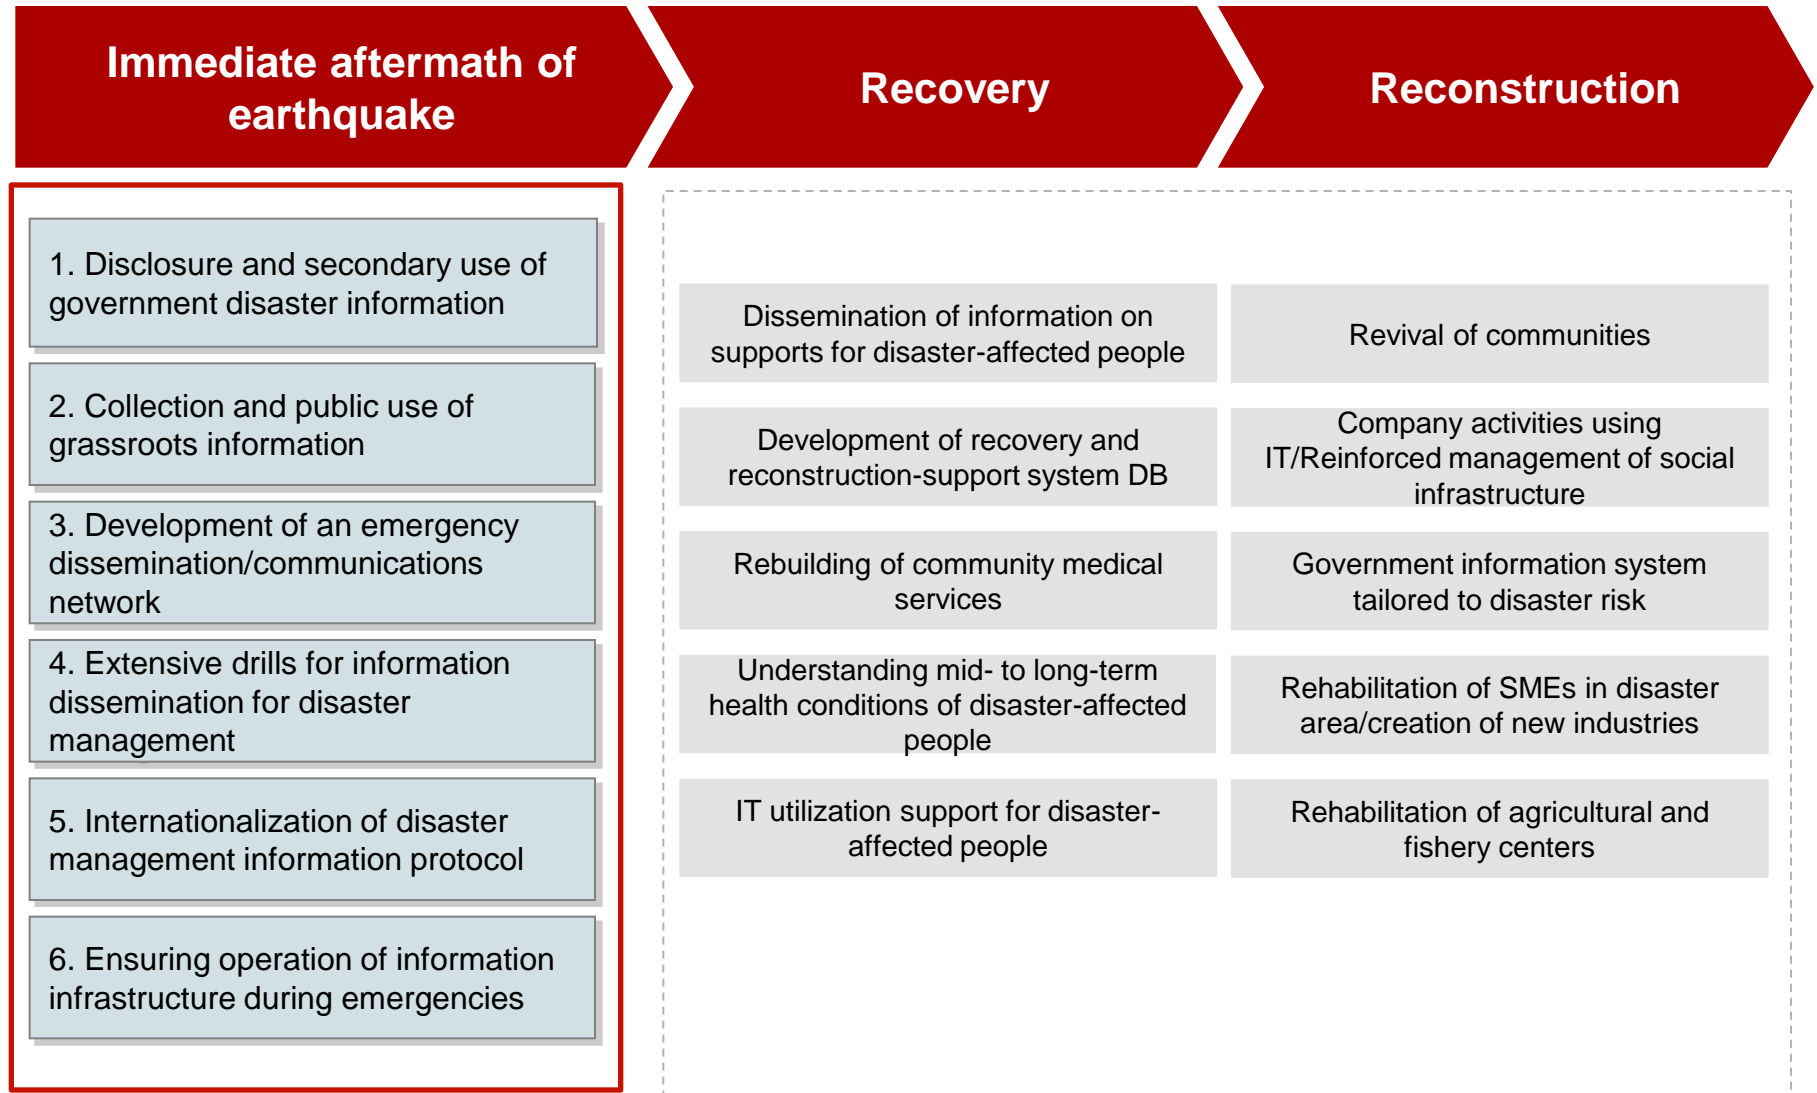 Immediate aftermath of
earthquake
Recovery
Reconstruction
1. Disclosure and secondary use of
government disaster information
2. Collection and public use of
grassroots information
3. Development of an emergency
dissemination/communications
network
4. Extensive drills for information
dissemination for disaster
management
5. Internationalization of disaster
management information protocol
6. Ensuring operation of information
infrastructure during emergencies
Dissemination of information on
supports for disaster-affected people
Development of recovery and
reconstruction-support system DB
Rebuilding of community medical
services
Understanding mid- to long-term
health conditions of disaster-affected
people
IT utilization support for disaster-
affected people
Revival of communities
Company activities using
IT/Reinforced management of social
infrastructure
Government information system
tailored to disaster risk
Rehabilitation of SMEs in disaster
area/creation of new industries
Rehabilitation of agricultural and
fishery centers